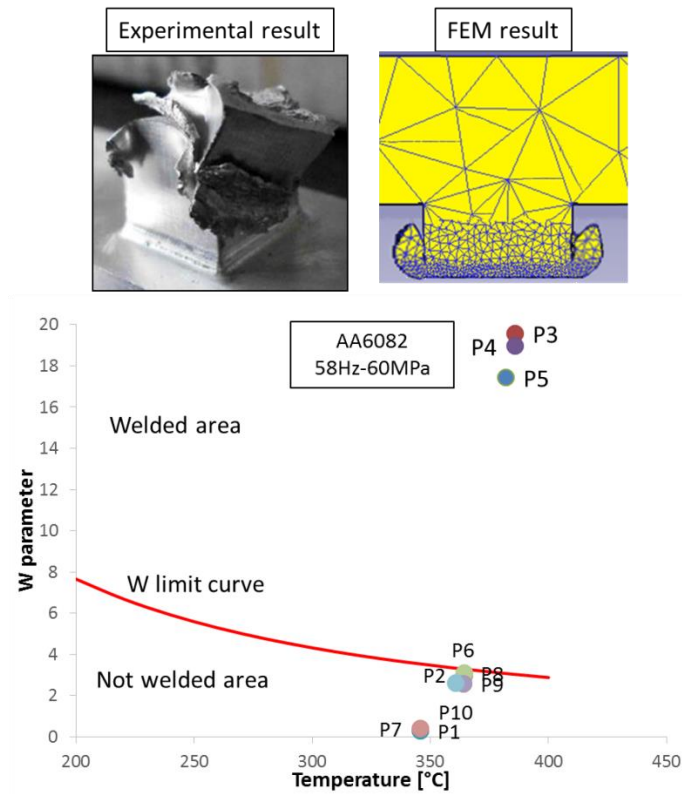 Experimental result
FEM result
20
18
16
14
12
10
8
6
4
2
0
W parameter
AA6082
58Hz-60MPa
P3
P4
P5
Welded area
W limit curve
Not welded area
P6
P2
P8
P9
P10
P7
P1
200
250
300
350
400
450
Temperature [°C]